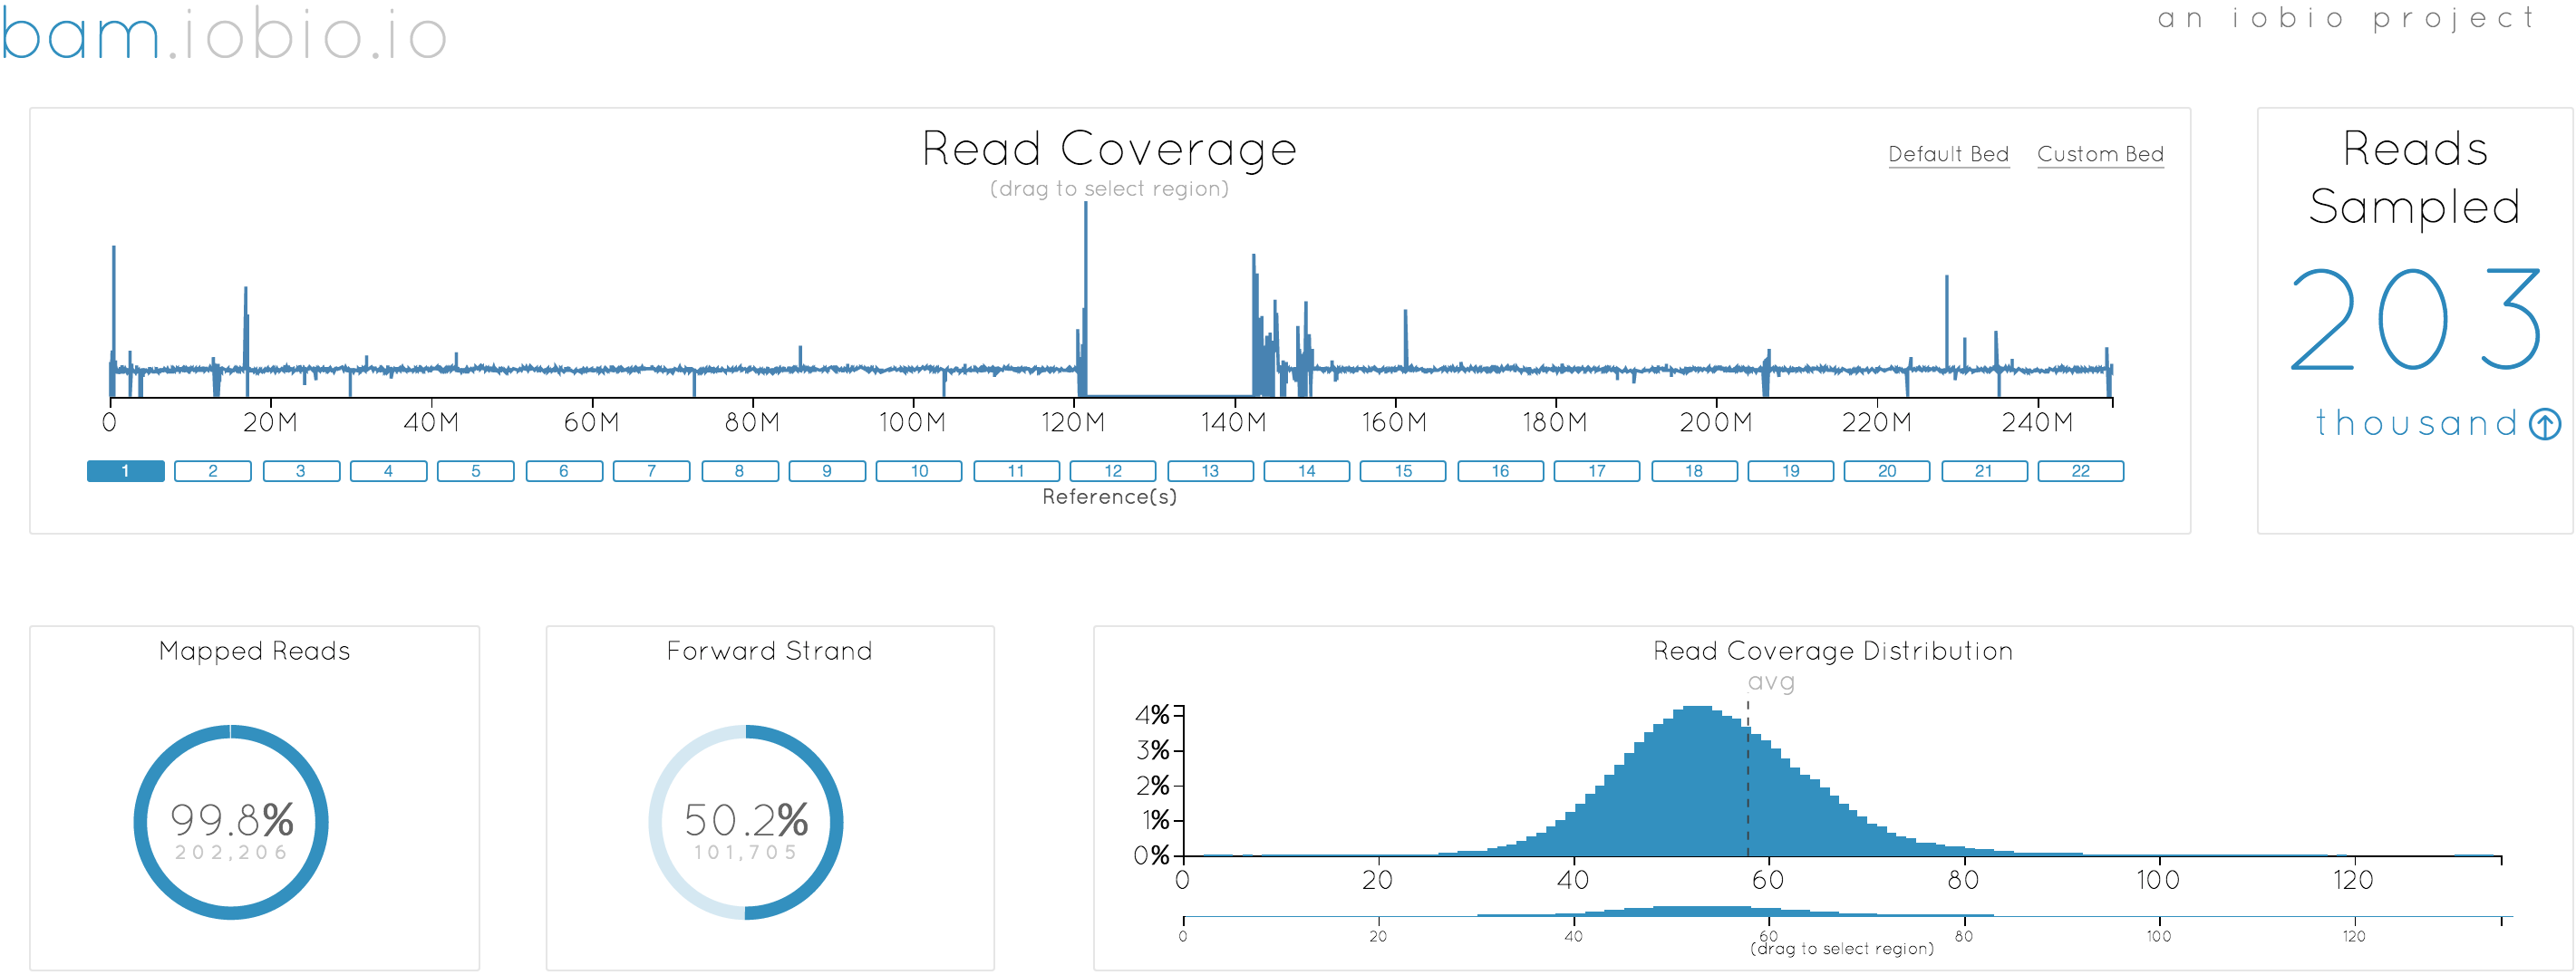 bam.iobio.io
an iobio project
Read Coverage
(drag to select region)
Default Bed Custom Bed
0 20M 40M 60M 80M 100M 120M 140M 160M 180M 200M 220M 240M
1 2 3 4 5 6 7 8 9 10 11 12 13 14 15 16 17 18 19 20 21 22
Reference(s)
Reads
Sampled
203
thousand
Mapped Reads
99.8%
202,206
Forward Strand
50.2%
101,705
Read Coverage Distribution
avg
4%
3%
2%
1%
0%
0 20 40 60 80 100 120
0 20 40 60 80 100 120
(drag to select region)